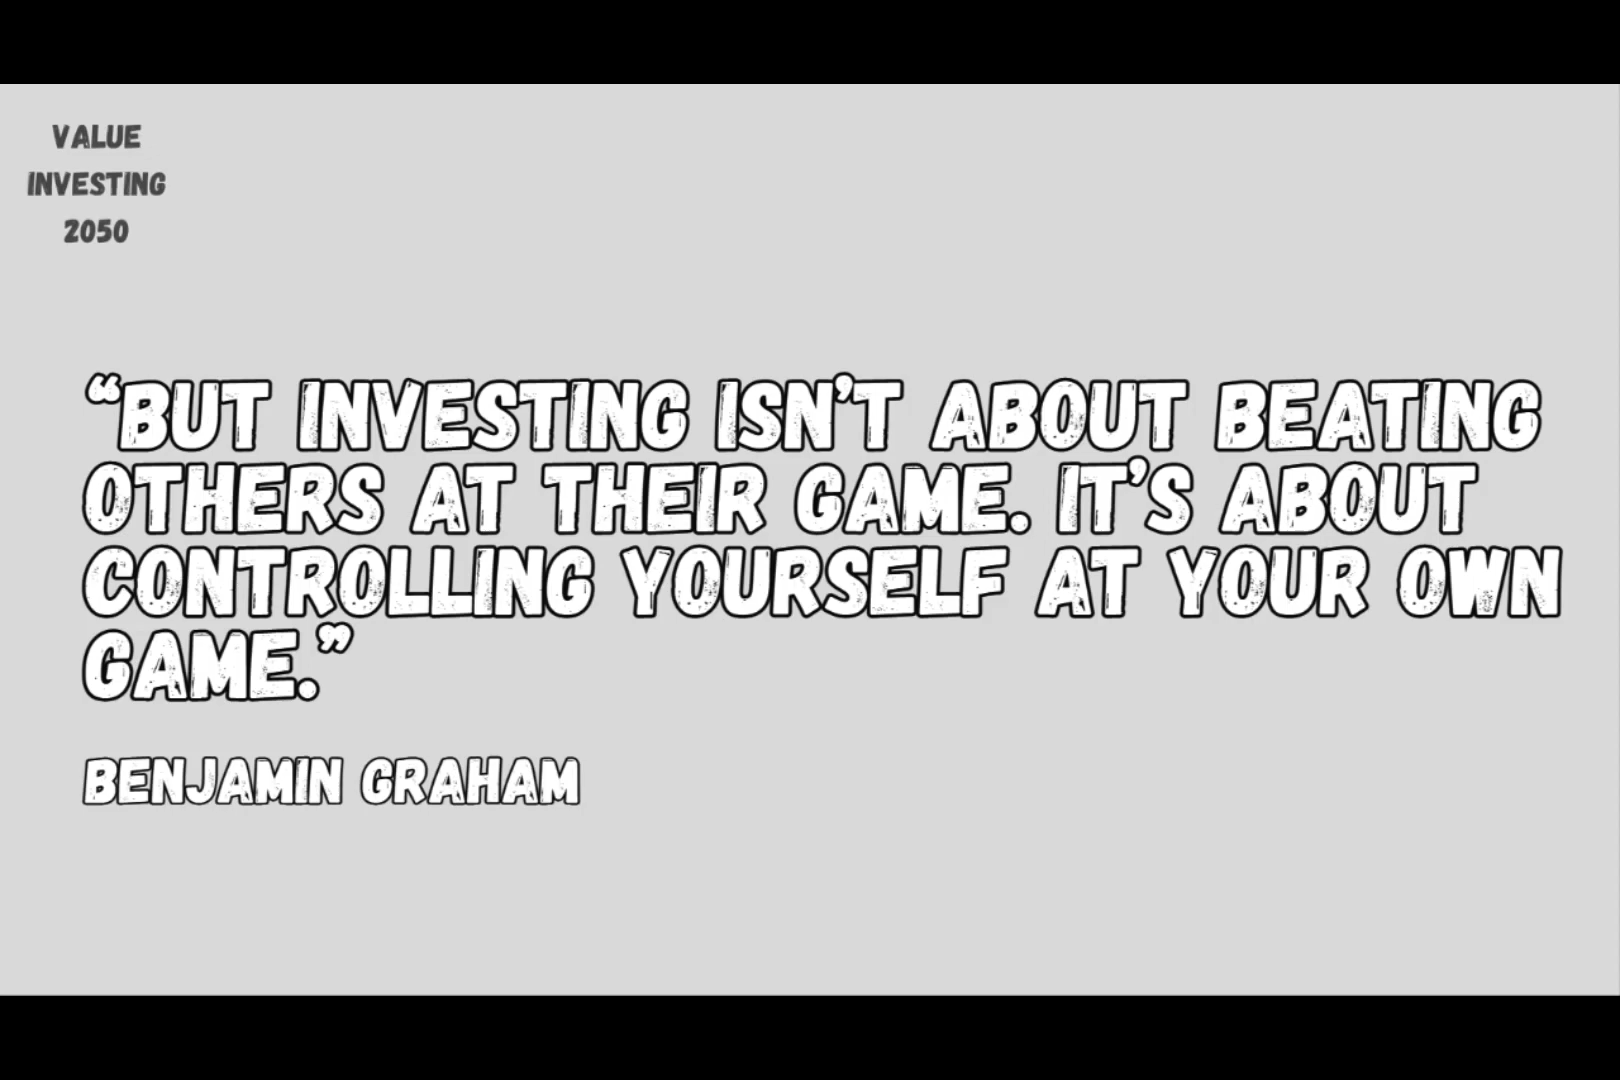 VALUE
INVESTING
2050
“BUT INVESTING ISN’T ABOUT BEATING
OTHERS AT THEIR GAME. IT’S ABOUT
CONTROLLING YOURSELF AT YOUR OWN
GAME.”
BENJAMIN GRAHAM